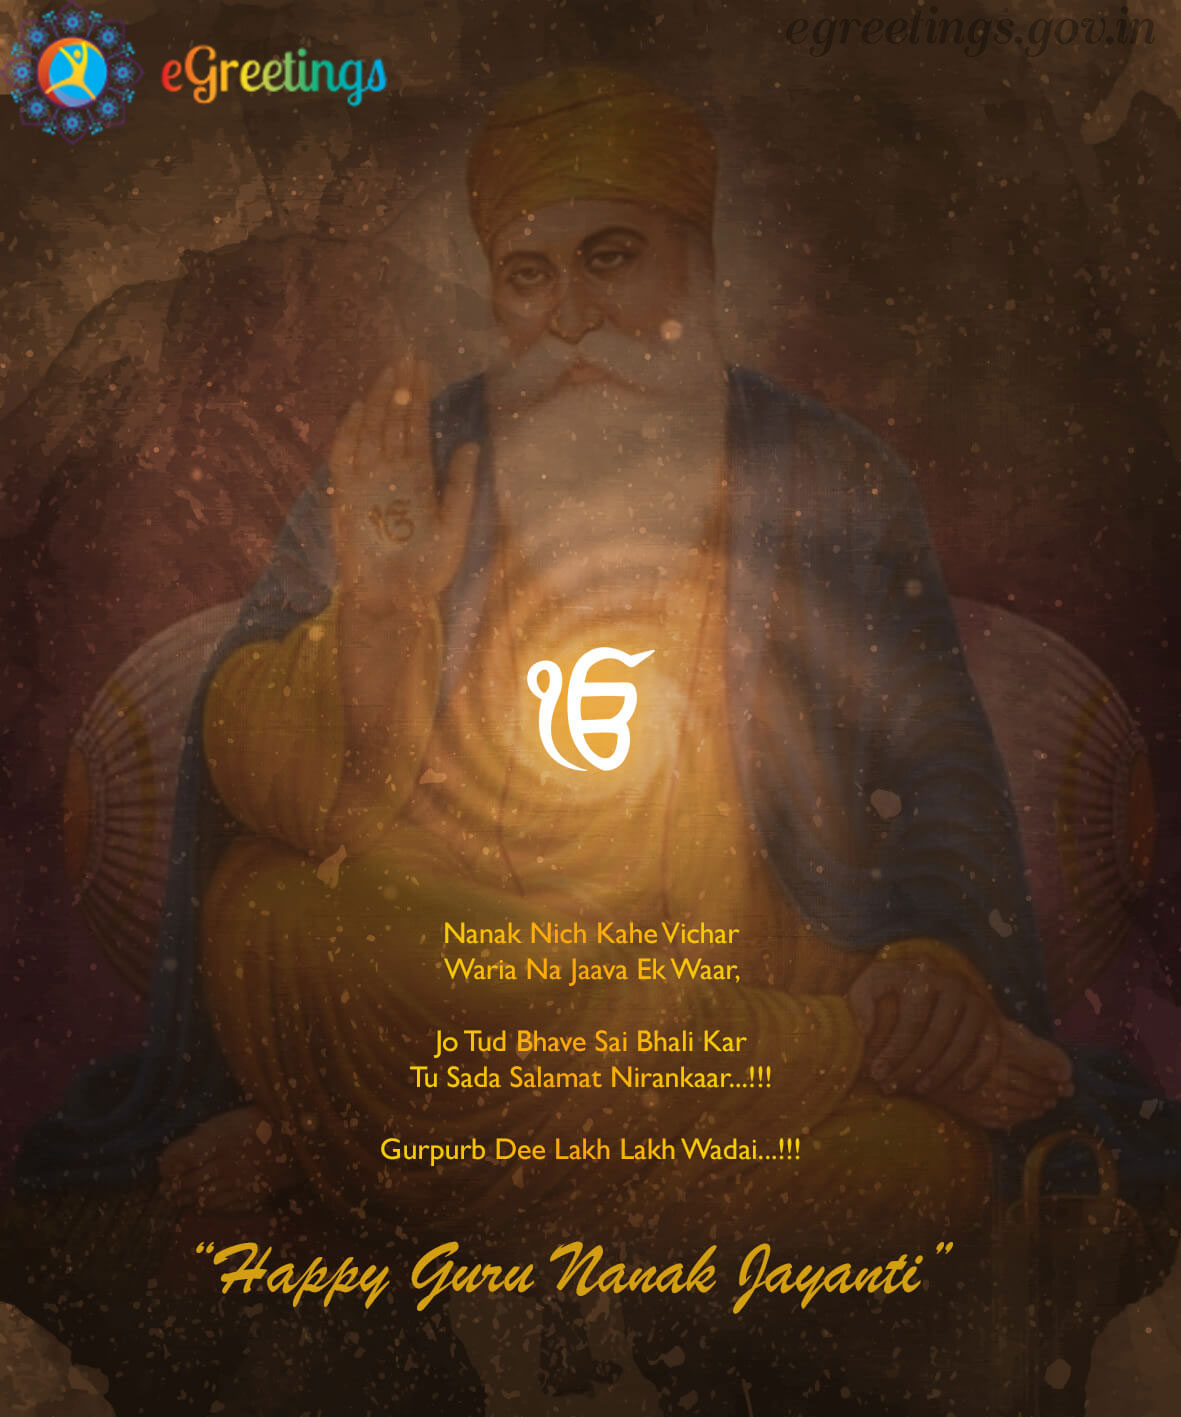 eGreetings
egreetings.gov.in
ੴ
ੴ
Nanak Nich Kahe Vichar
Waria Na Jaava Ek Waar,
Jo Tud Bhave Sai Bhali Kar
Tu Sada Salamat Nirankaar...!!!
Gurpurb Dee Lakh Lakh Wadai...!!!
“Happy Guru Nanak Jayanti”